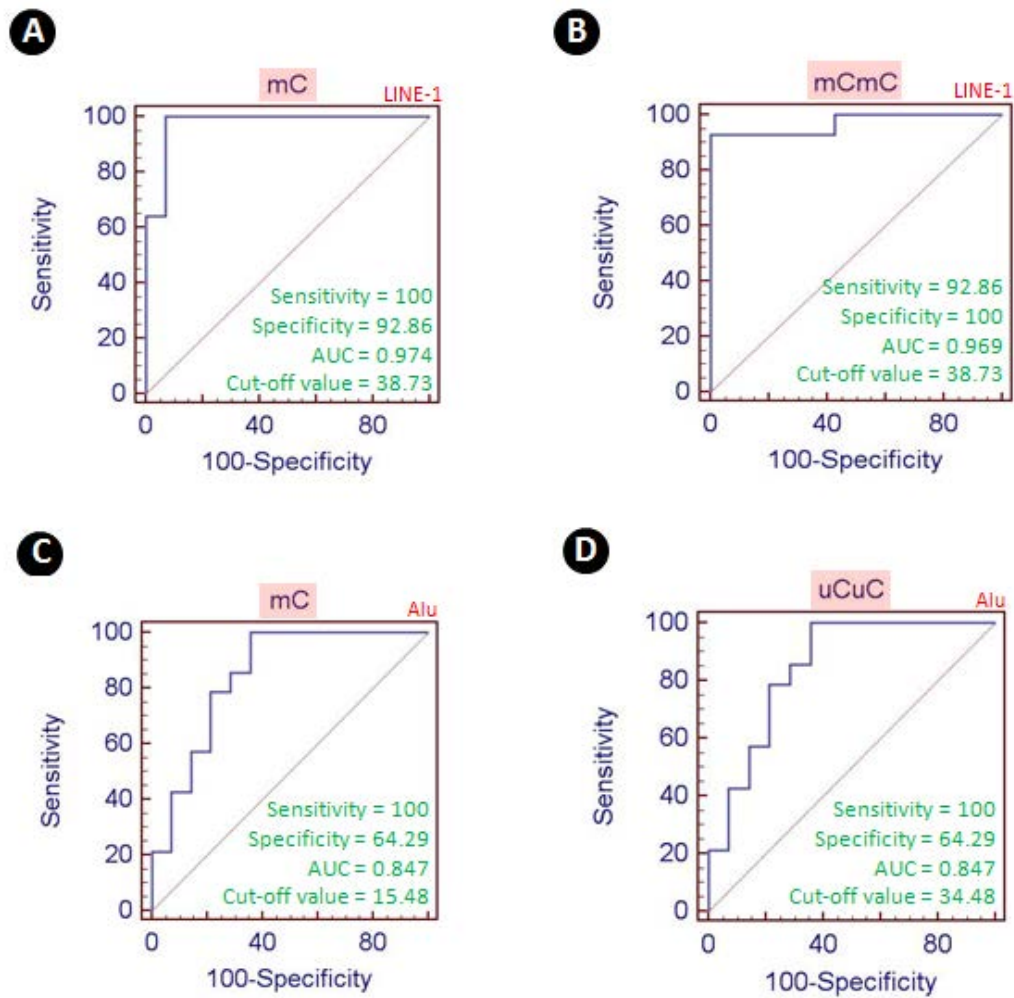 A
mC
LINE-1
100
80
60
40
20
0
Sensitivity
Sensitivity = 100
Specificity = 92.86
AUC = 0.974
Cut-off value = 38.73
0 40 80
100-Specificity
B
mCmC
LINE-1
100
80
60
40
20
0
Sensitivity
Sensitivity = 92.86
Specificity = 100
AUC = 0.969
Cut-off value = 38.73
0 40 80
100-Specificity
C
mC
Alu
100
80
60
40
20
0
Sensitivity
Sensitivity = 100
Specificity = 64.29
AUC = 0.847
Cut-off value = 15.48
0 40 80
100-Specificity
D
uCuC
Alu
100
80
60
40
20
0
Sensitivity
Sensitivity = 100
Specificity = 64.29
AUC = 0.847
Cut-off value = 34.48
0 40 80
100-Specificity